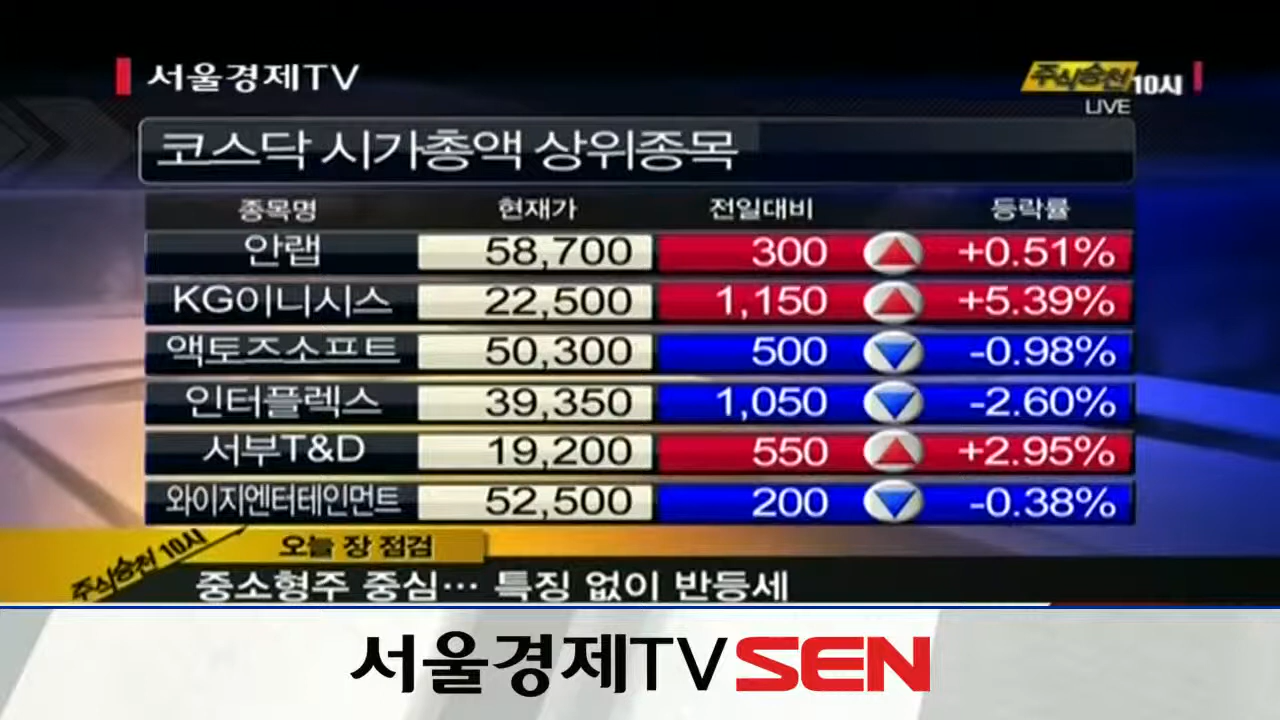 서울경제TV
주식승전 10시
LIVE
코스닥 시가총액 상위종목
종목명 현재가 전일대비 등락률
안랩 58,700 300 ▲ +0.51%
KG이니시스 22,500 1,150 ▲ +5.39%
액토즈소프트 50,300 500 ▼ -0.98%
인터플렉스 39,350 1,050 ▼ -2.60%
서부T&D 19,200 550 ▲ +2.95%
와이지엔터테인먼트 52,500 200 ▼ -0.38%
주식승전 10시
오늘 장 점검
중소형주 중심… 특징 없이 반등세
서울경제TV SEN